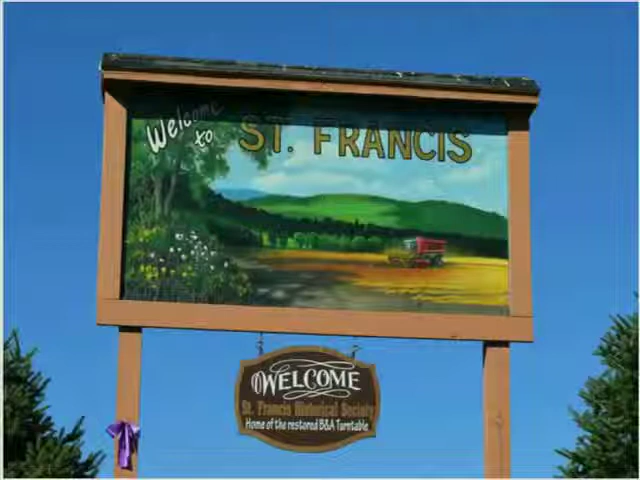 Welcome
to ST. FRANCIS
WELCOME
St. Francis Historical Society
Home of the restored B&A Turntable